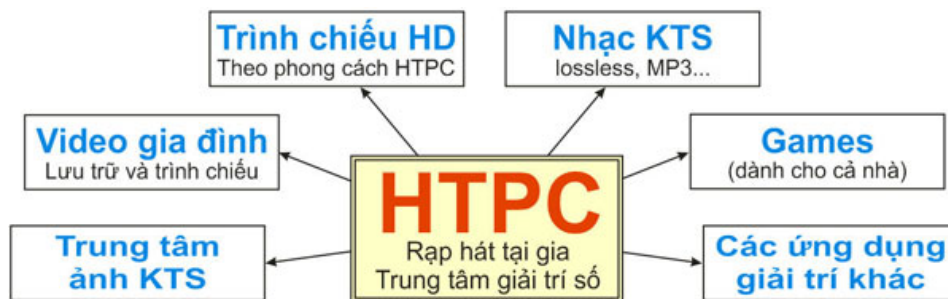 Trình chiếu HD
Theo phong cách HTPC
Nhạc KTS
lossless, MP3...
Video gia đình
Lưu trữ và trình chiếu
Games
(dành cho cả nhà)
HTPC
Rạp hát tại gia
Trung tâm giải trí số
Trung tâm
ảnh KTS
Các ứng dụng
giải trí khác